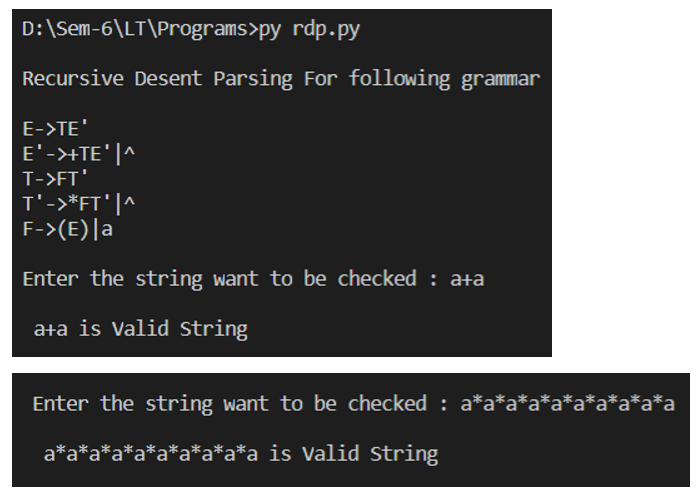 D:\Sem-6\LT\Programs>py rdp.py
Recursive Desent Parsing For following grammar
E->TE'
E'->+TE'|^
T->FT'
T'->*FT'|^
F->(E)|a
Enter the string want to be checked : a+a
a+a is Valid String
Enter the string want to be checked : a*a*a*a*a*a*a*a*a*a
a*a*a*a*a*a*a*a*a*a is Valid String